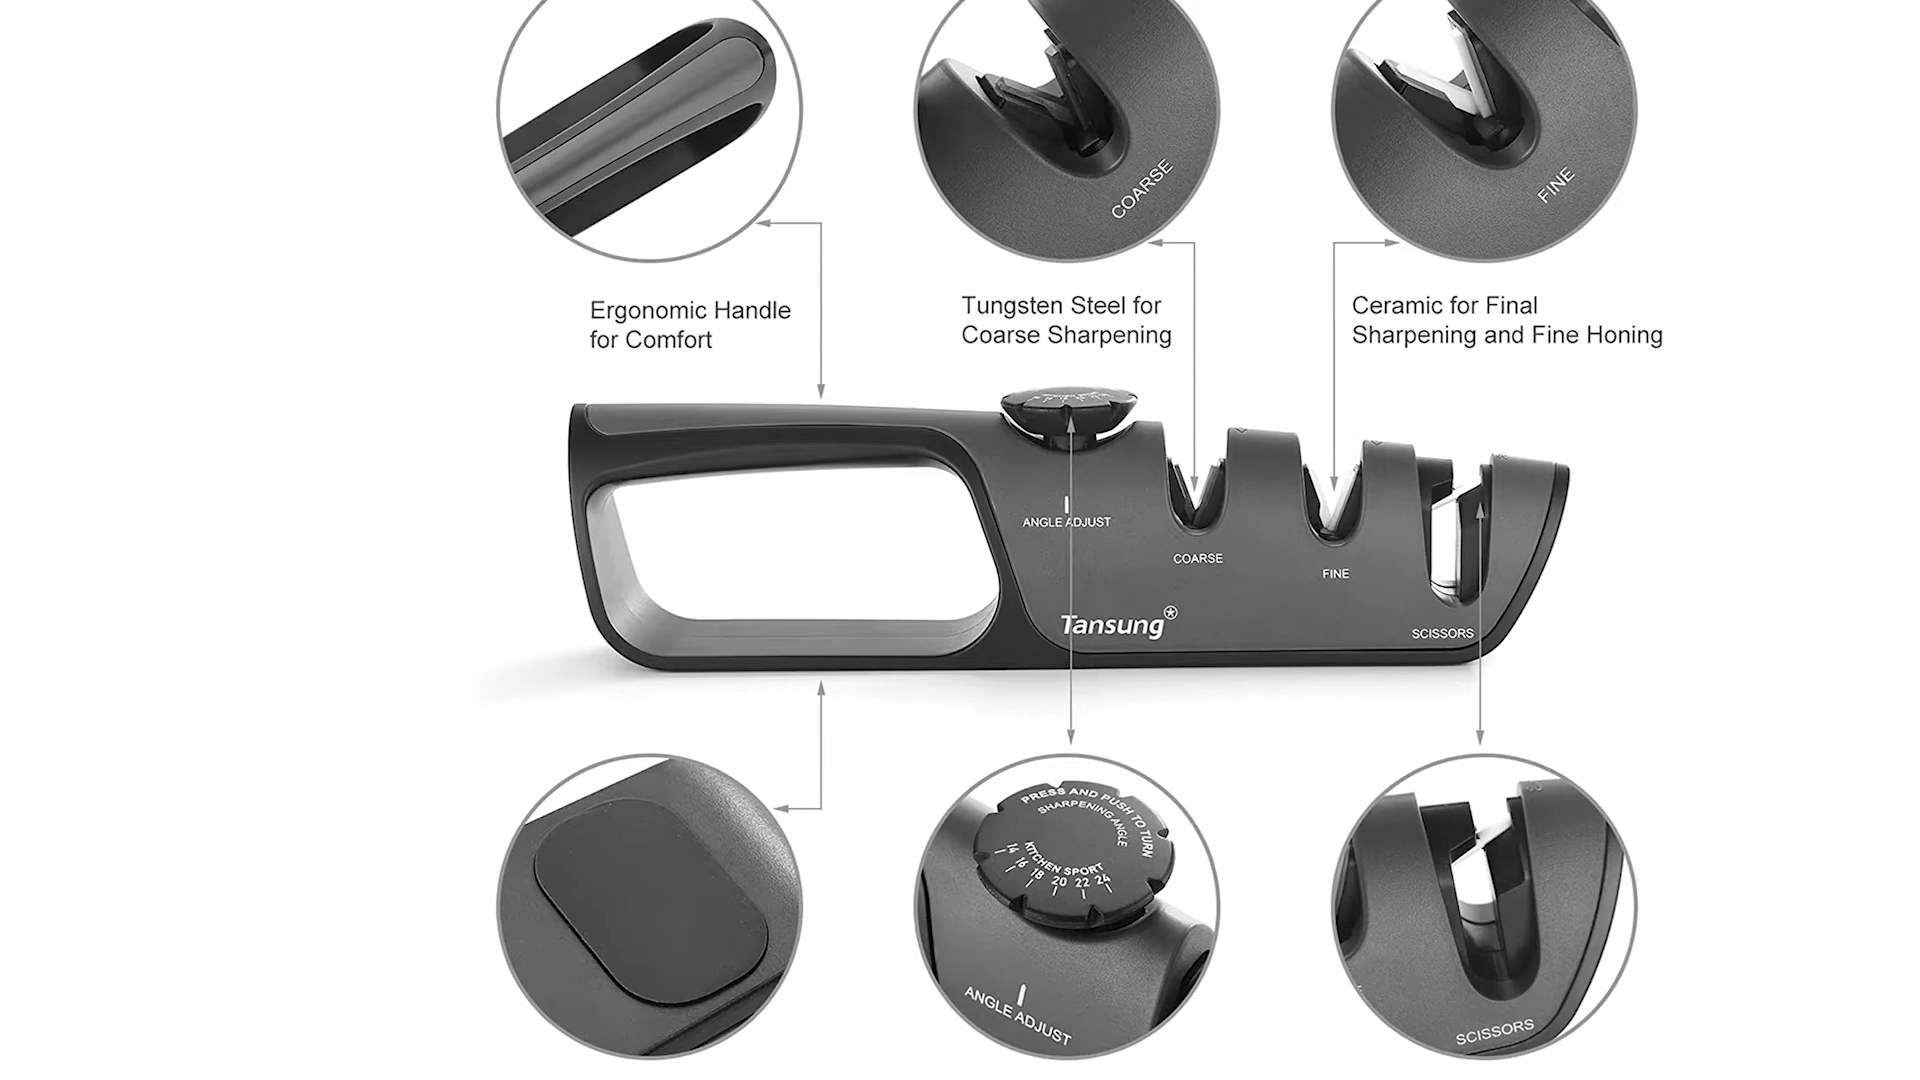 COARSE
FINE
Ergonomic Handle
for Comfort
Tungsten Steel for
Coarse Sharpening
Ceramic for Final
Sharpening and Fine Honing
ANGLE ADJUST
COARSE
FINE
Tansung
SCISSORS
PRESS AND PUSH TO TURN
SHARPENING ANGLE
KITCHEN SPORT
14 16 18 20 22 24
ANGLE ADJUST
SCISSORS